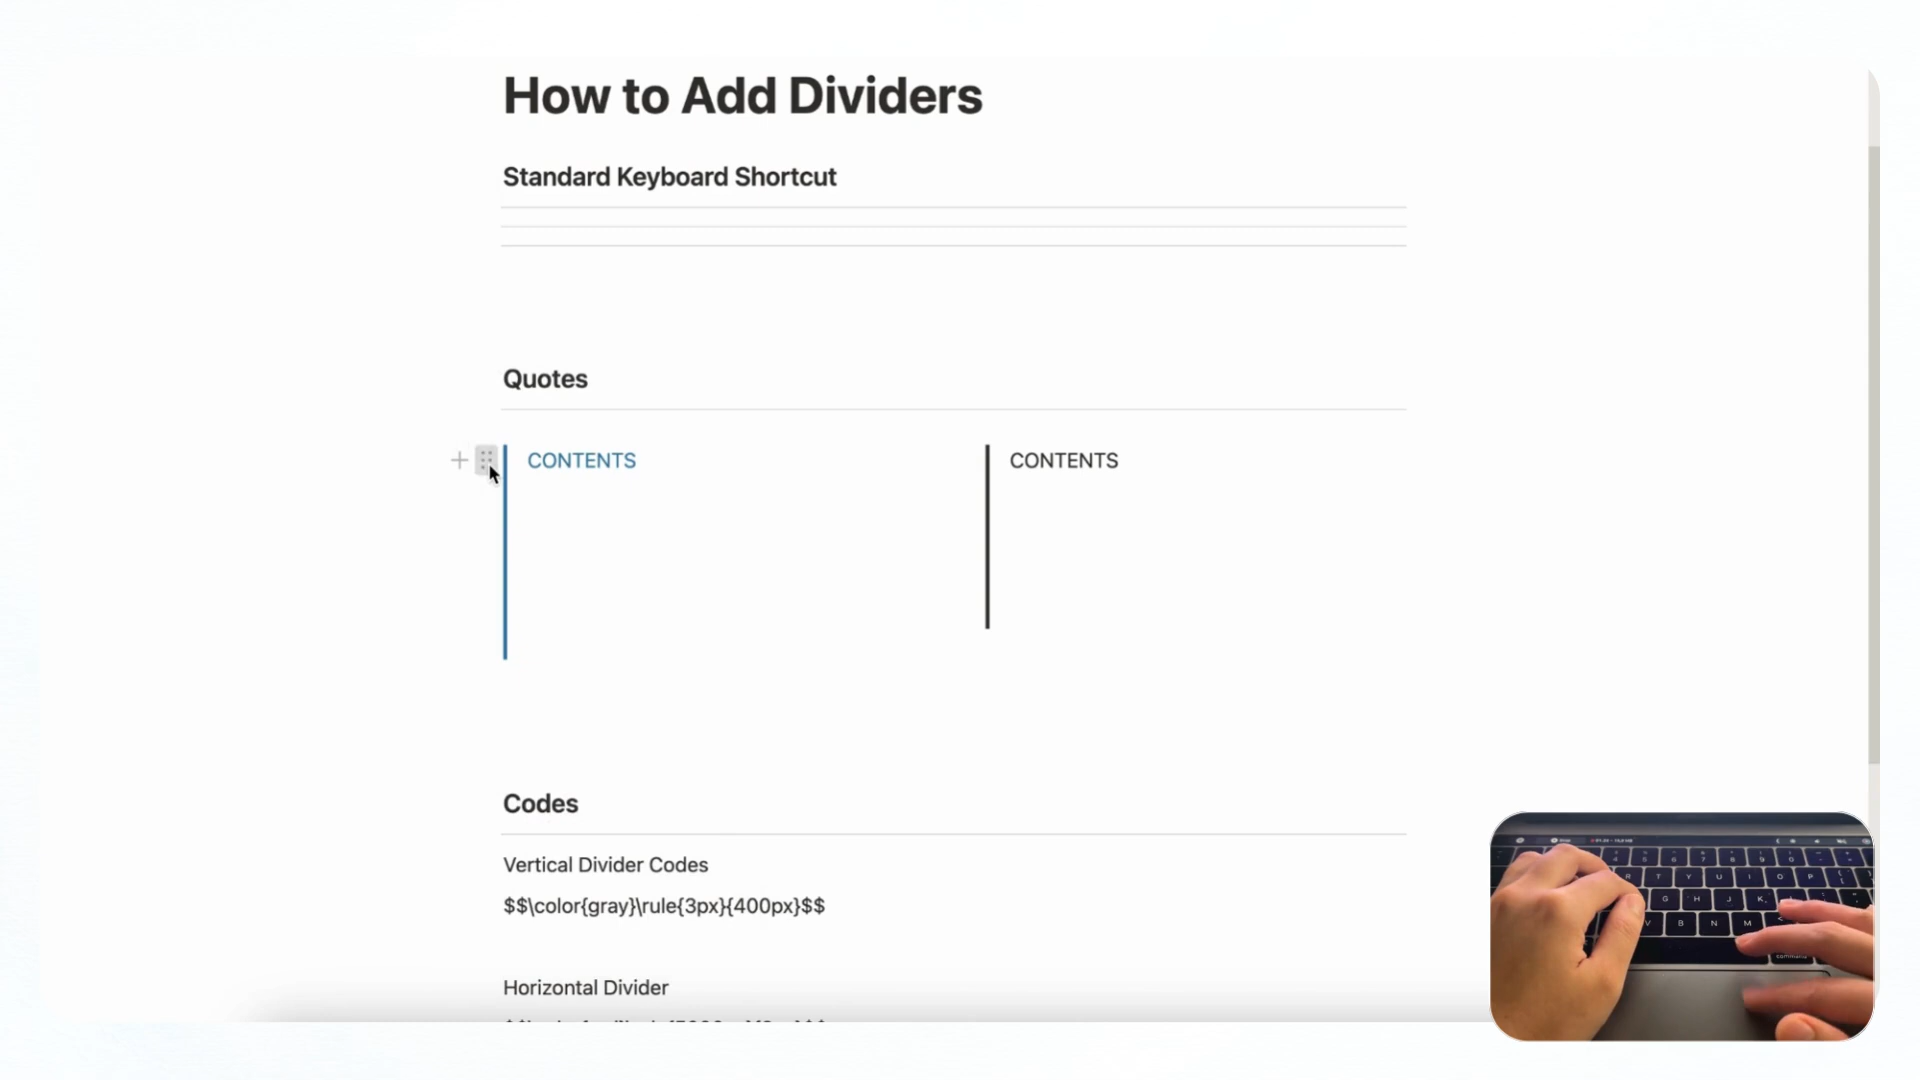 How to Add Dividers
Standard Keyboard Shortcut
Quotes
CONTENTS
CONTENTS
Codes
Vertical Divider Codes
$$\color{gray}\rule{3px}{400px}$$
Horizontal Divider